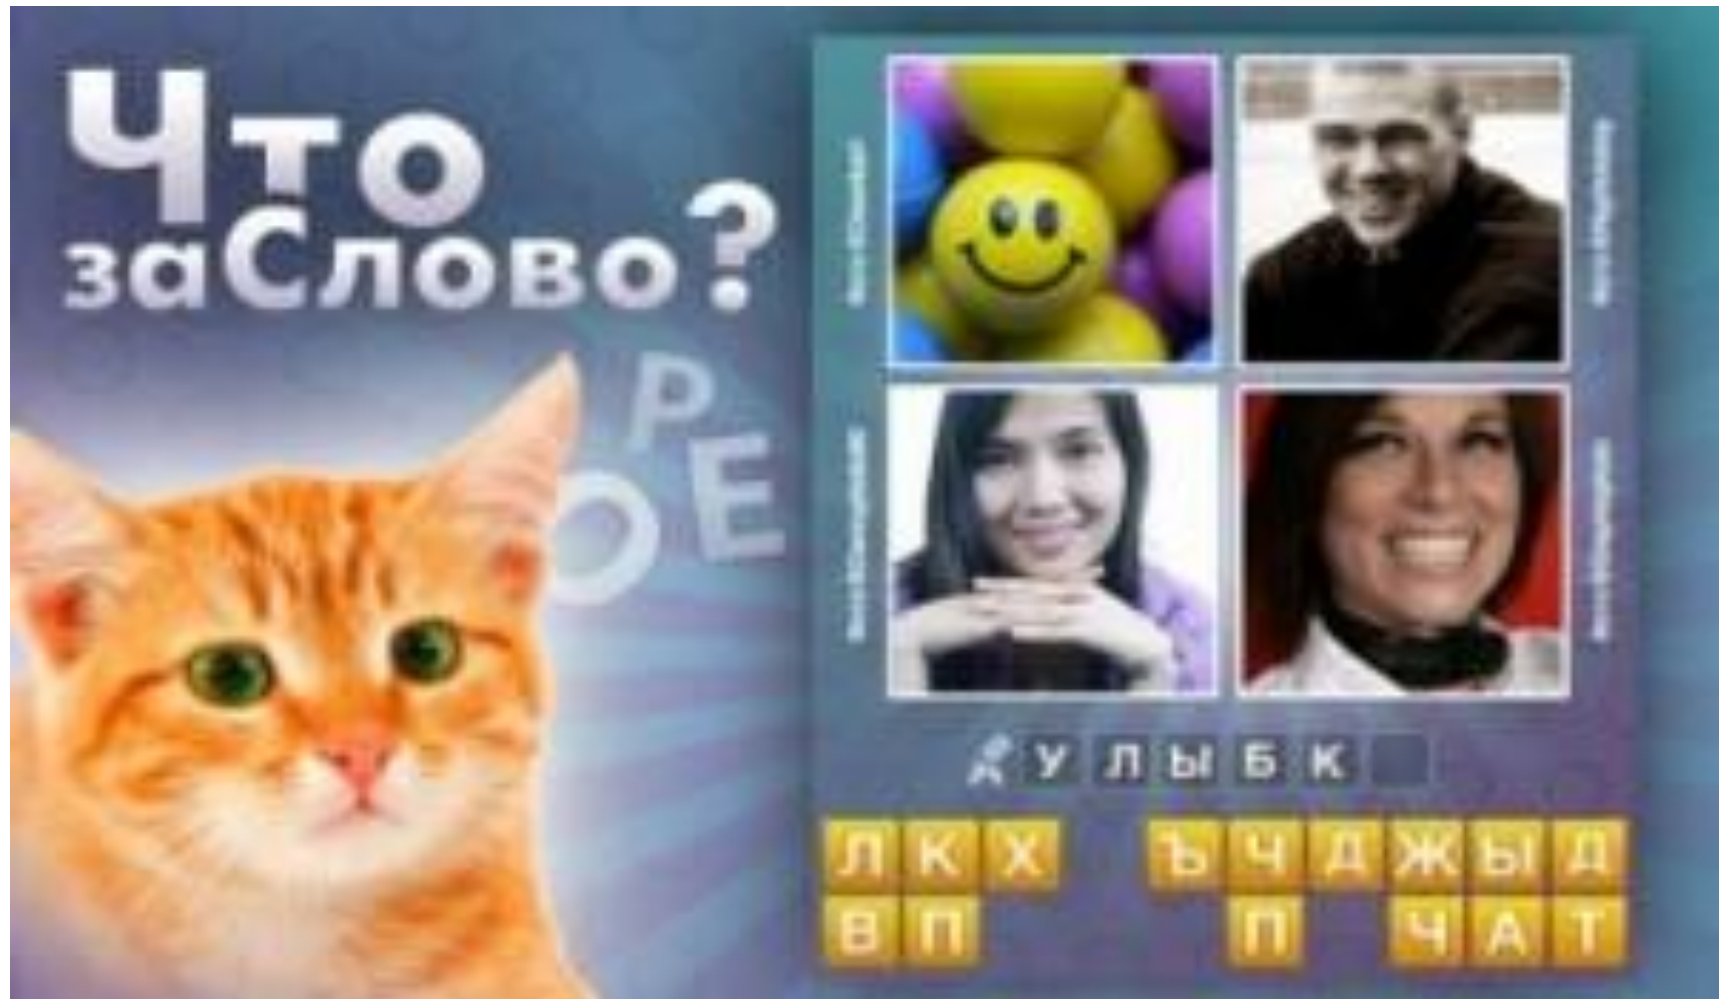 Что
заСлово?
Р
О Е
У Л Ы Б К
Л К Х Ъ Ч Д Ж Ы Д
В П П Ч А Т